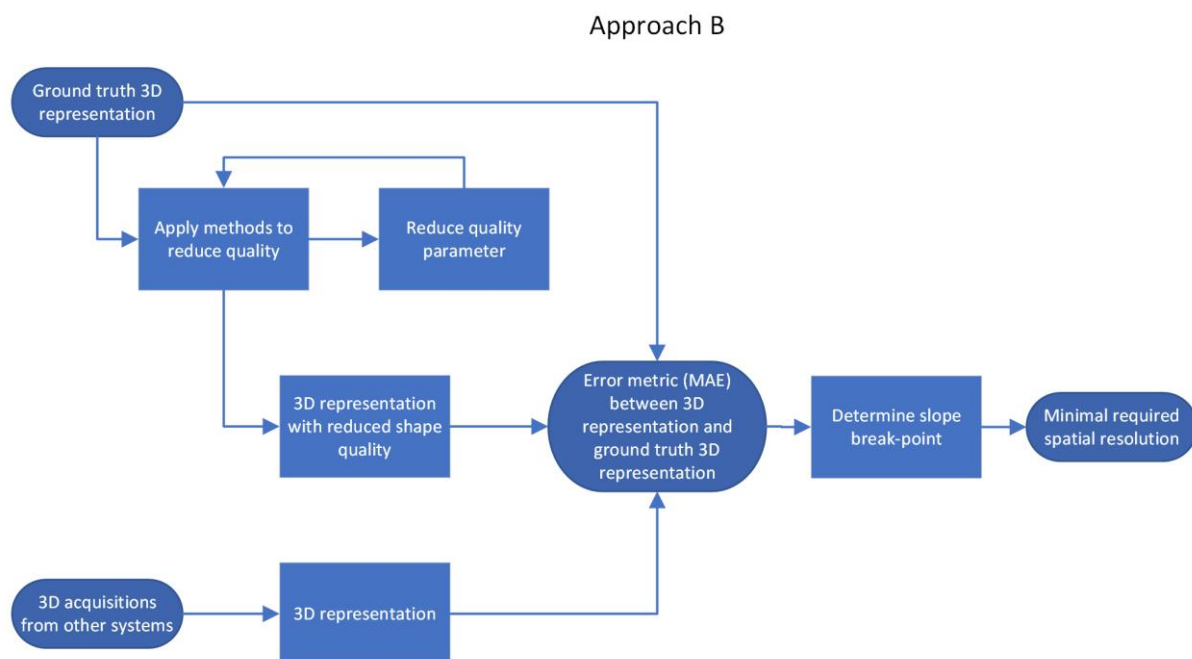 Approach B
Ground truth 3D
representation
Apply methods to
reduce quality
Reduce quality
parameter
3D representation
with reduced shape
quality
Error metric (MAE)
between 3D
representation and
ground truth 3D
representation
Determine slope
break-point
Minimal required
spatial resolution
3D acquisitions
from other systems
3D representation